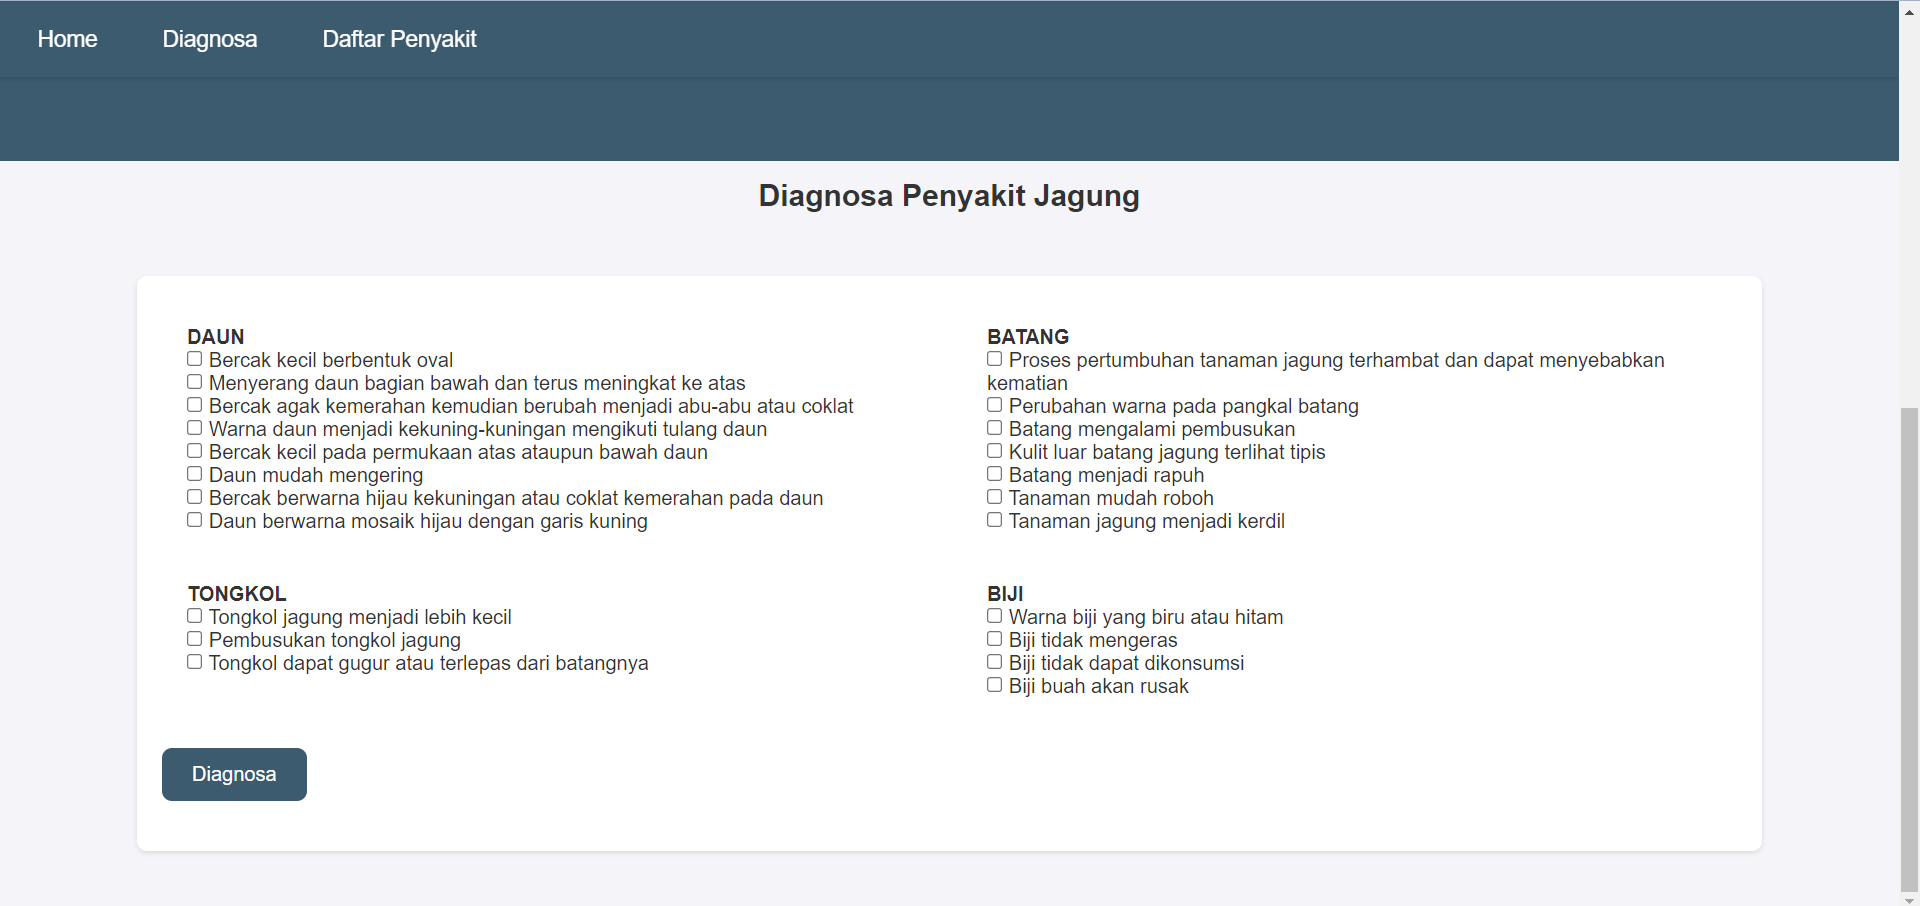 Home Diagnosa Daftar Penyakit
Diagnosa Penyakit Jagung
DAUN
Bercak kecil berbentuk oval
Menyerang daun bagian bawah dan terus meningkat ke atas
Bercak agak kemerahan kemudian berubah menjadi abu-abu atau coklat
Warna daun menjadi kekuning-kuningan mengikuti tulang daun
Bercak kecil pada permukaan atas ataupun bawah daun
Daun mudah mengering
Bercak berwarna hijau kekuningan atau coklat kemerahan pada daun
Daun berwarna mosaik hijau dengan garis kuning
BATANG
Proses pertumbuhan tanaman jagung terhambat dan dapat menyebabkan
kematian
Perubahan warna pada pangkal batang
Batang mengalami pembusukan
Kulit luar batang jagung terlihat tipis
Batang menjadi rapuh
Tanaman mudah roboh
Tanaman jagung menjadi kerdil
TONGKOL
Tongkol jagung menjadi lebih kecil
Pembusukan tongkol jagung
Tongkol dapat gugur atau terlepas dari batangnya
BIJI
Warna biji yang biru atau hitam
Biji tidak mengeras
Biji tidak dapat dikonsumsi
Biji buah akan rusak
Diagnosa